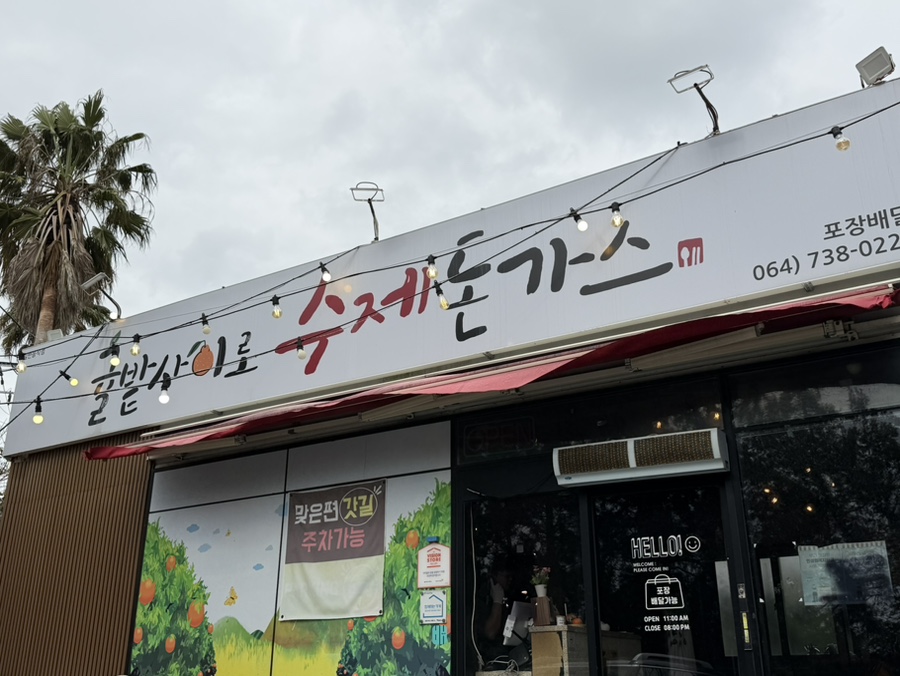 귤밭사이로 수제돈가스
포장배달
064) 738-022
맞은편 갓길
주차가능
HELLO!
WELCOME :
PLEASE COME IN!
포장
배달가능
OPEN 11:00 AM
CLOSE 08:00 PM